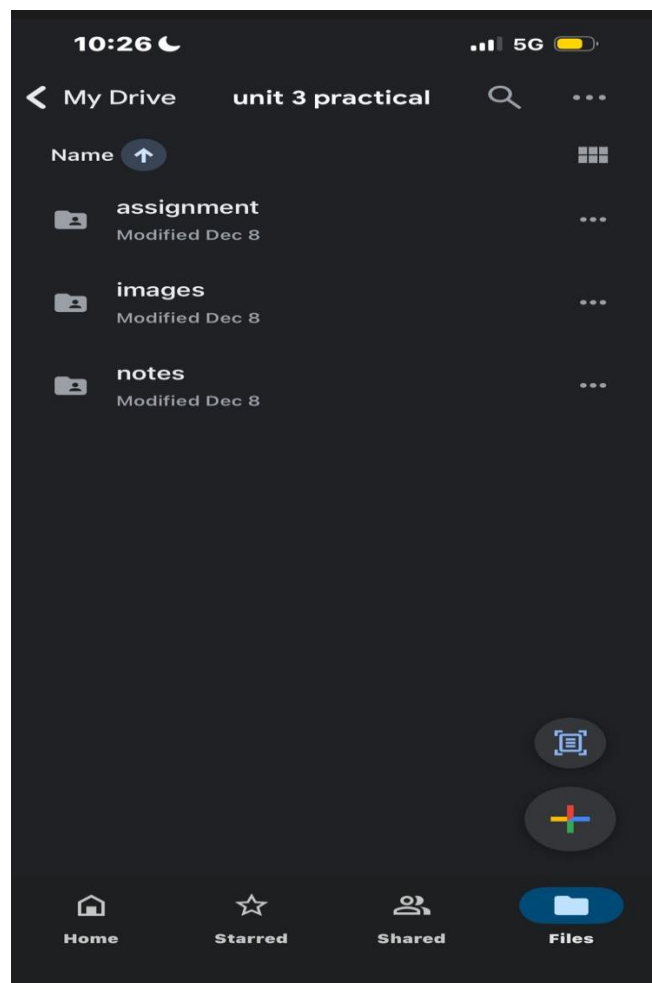 10:26 5G
My Drive unit 3 practical
Name
assignment
Modified Dec 8
images
Modified Dec 8
notes
Modified Dec 8
Home Starred Shared Files